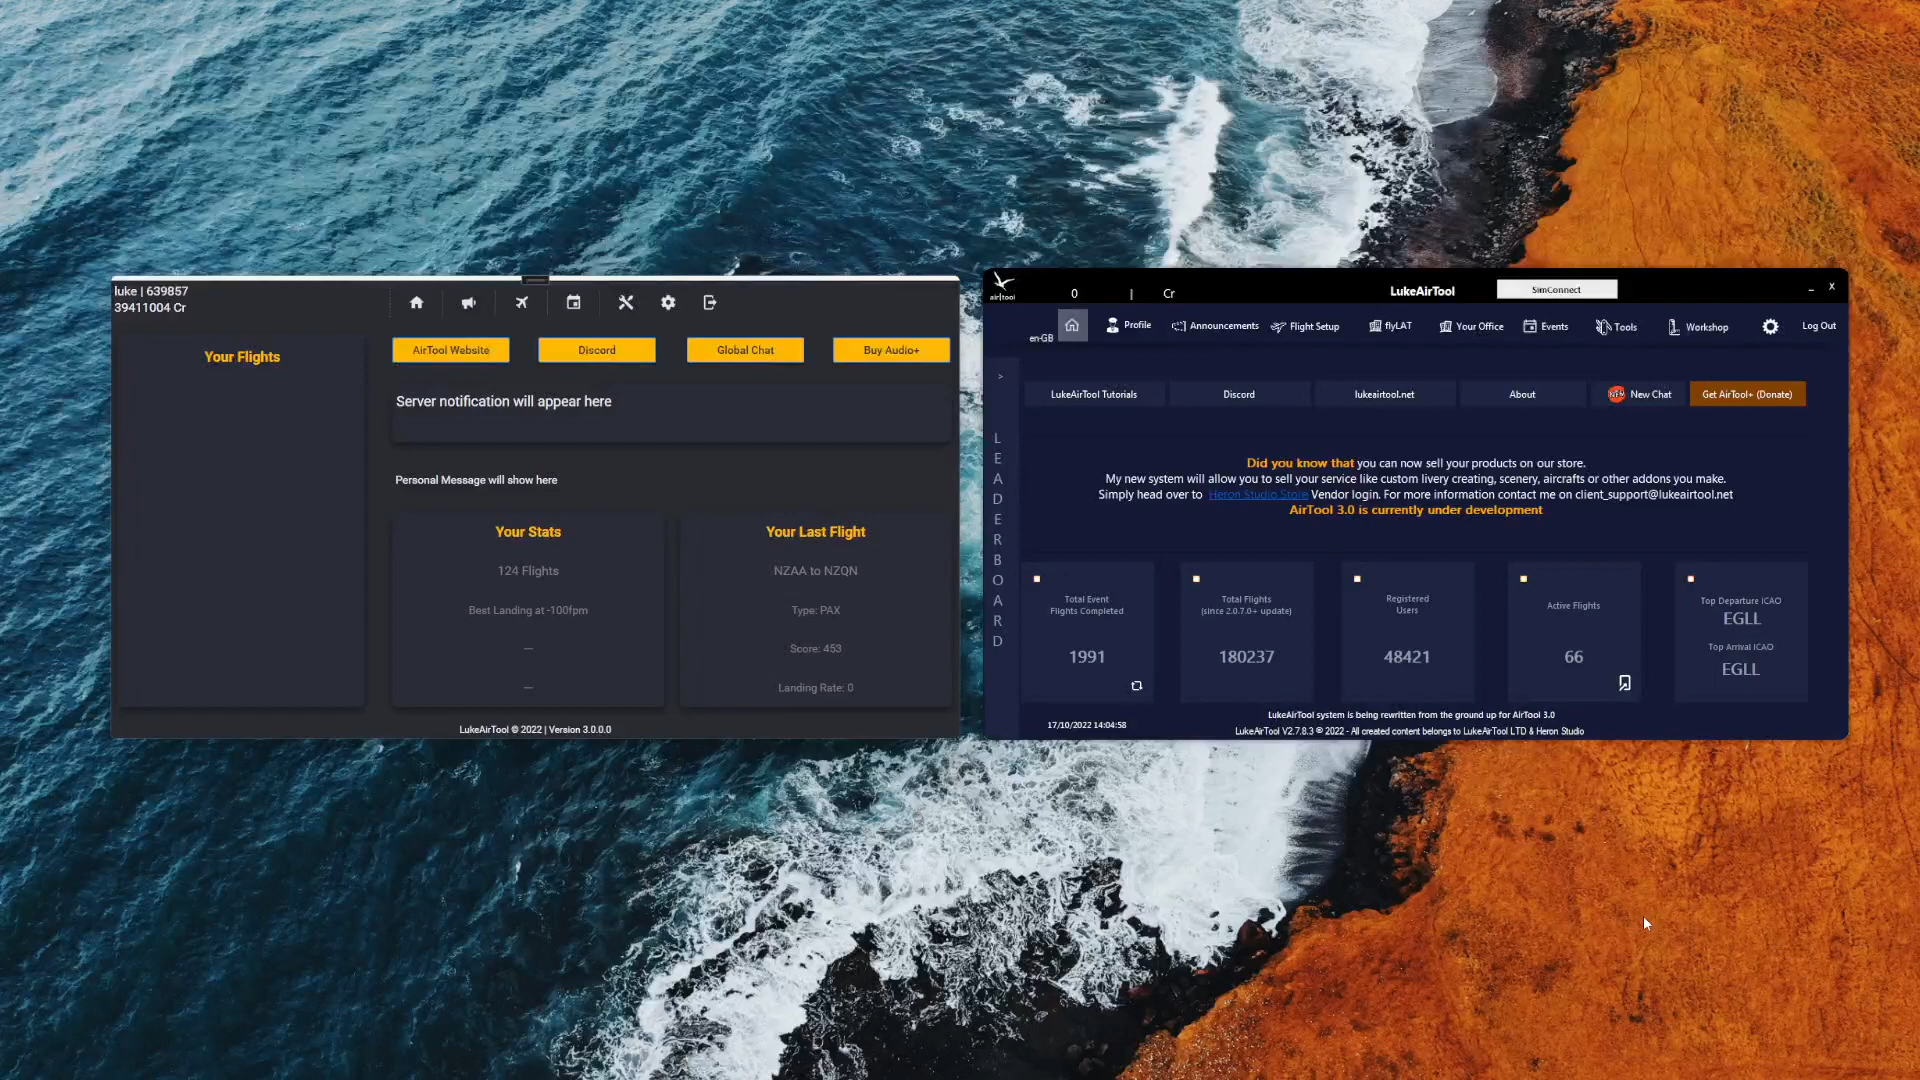 luke | 639857
39411004 Cr
Your Flights
AirTool Website
Discord
Global Chat
Buy Audio+
Server notification will appear here
Personal Message will show here
Your Stats
124 Flights
Best Landing at -100fpm
—
—
Your Last Flight
NZAA to NZQN
Type: PAX
Score: 453
Landing Rate: 0
LukeAirTool © 2022 | Version 3.0.0.0
air|tool
0 | Cr
LukeAirTool
SimConnect
_ X
en-GB
Profile
Announcements
Flight Setup
flyLAT
Your Office
Events
Tools
Workshop
Log Out
>
LEADERBOARD
LukeAirTool Tutorials
Discord
lukeairtool.net
About
NEW
New Chat
Get AirTool+ (Donate)
Did you know that you can now sell your products on our store.
My new system will allow you to sell your service like custom livery creating, scenery, aircrafts or other addons you make.
Simply head over to Heron Studio Store Vendor login. For more information contact me on client_support@lukeairtool.net
AirTool 3.0 is currently under development
Total Event
Flights Completed
1991
Total Flights
(since 2.0.7.0+ update)
180237
Registered
Users
48421
Active Flights
66
Top Departure ICAO
EGLL
Top Arrival ICAO
EGLL
17/10/2022 14:04:58
LukeAirTool system is being rewritten from the ground up for AirTool 3.0
LukeAirTool V2.7.8.3 © 2022 - All created content belongs to LukeAirTool LTD & Heron Studio